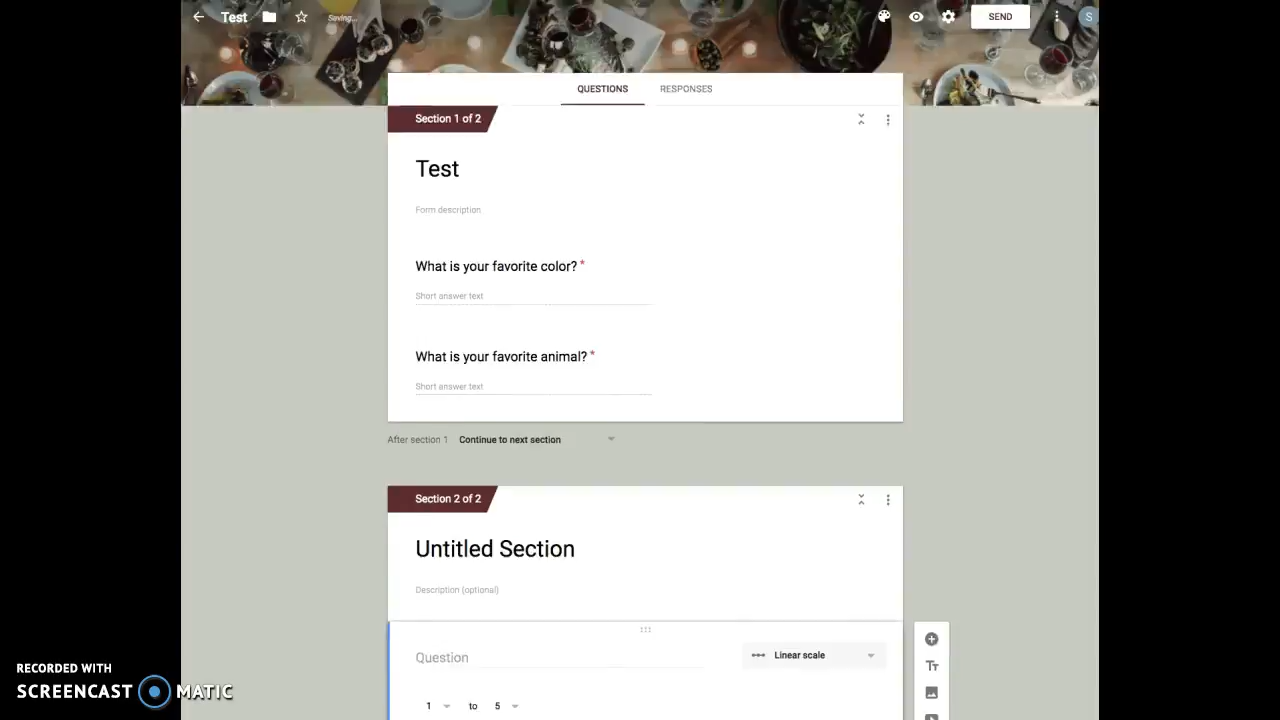 Test
Saving...
SEND
S
QUESTIONS
RESPONSES
Section 1 of 2
Test
Form description
What is your favorite color? *
Short answer text
What is your favorite animal? *
Short answer text
After section 1 Continue to next section
Section 2 of 2
Untitled Section
Description (optional)
Question
Linear scale
Tт
1 to 5
RECORDED WITH
SCREENCAST MATIC